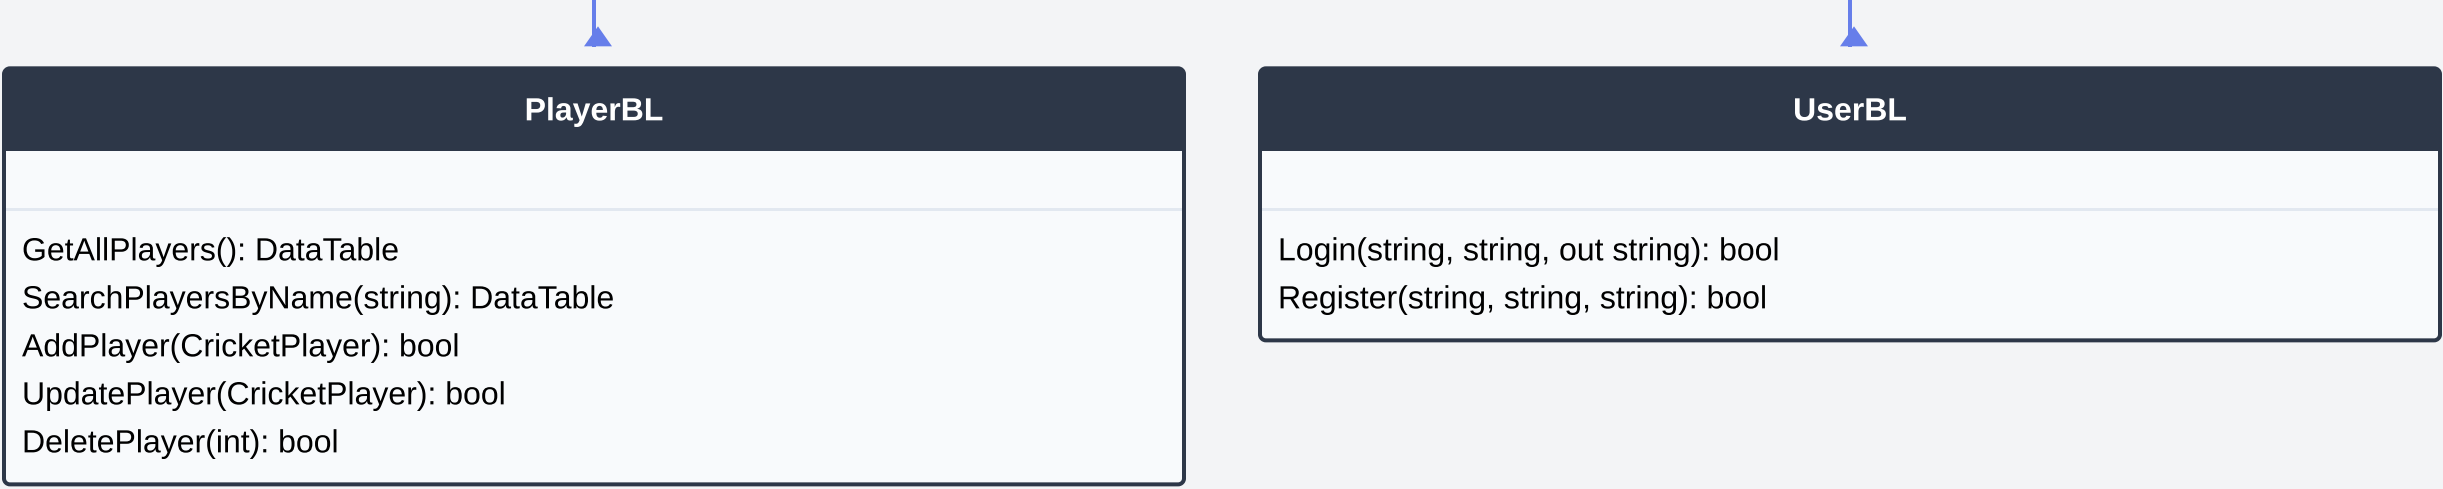 PlayerBL
GetAllPlayers(): DataTable
SearchPlayersByName(string): DataTable
AddPlayer(CricketPlayer): bool
UpdatePlayer(CricketPlayer): bool
DeletePlayer(int): bool
UserBL
Login(string, string, out string): bool
Register(string, string, string): bool